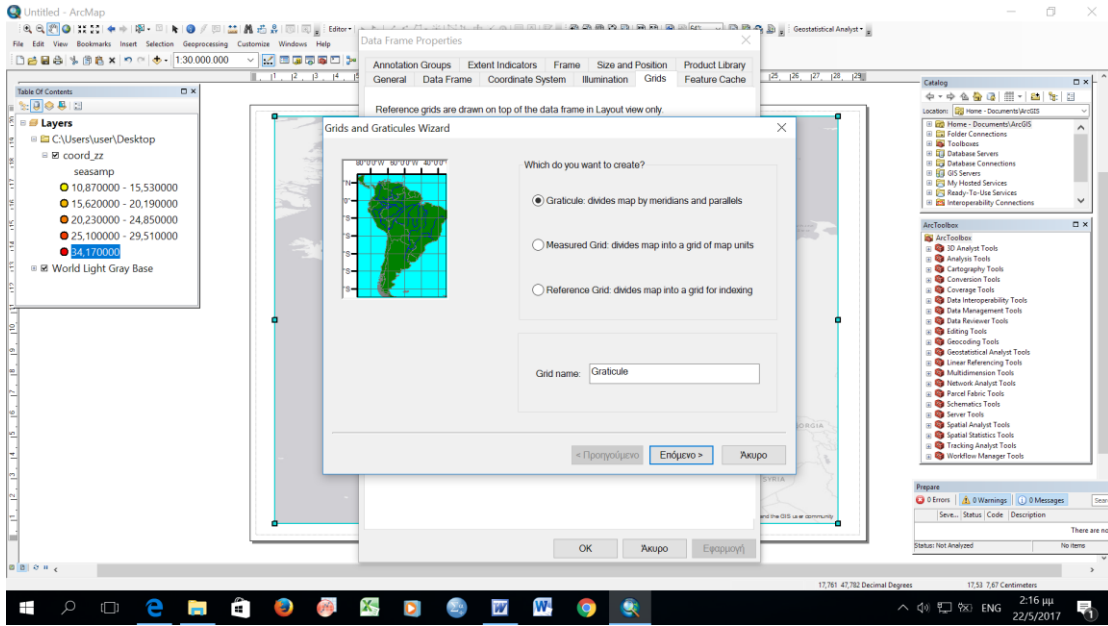 Untitled - ArcMap
Editor
Geostatistical Analyst
File Edit View Bookmarks Insert Selection Geoprocessing Customize Windows Help
1:30.000.000
Table Of Contents
Layers
C:\Users\user\Desktop
coord_zz
seasamp
10,870000 - 15,530000
15,620000 - 20,190000
20,230000 - 24,850000
25,100000 - 29,510000
34,170000
World Light Gray Base
Data Frame Properties
Annotation Groups Extent Indicators Frame Size and Position Product Library
General Data Frame Coordinate System Illumination Grids Feature Cache
Reference grids are drawn on top of the data frame in Layout view only.
Grids and Graticules Wizard
Which do you want to create?
Graticule: divides map by meridians and parallels
Measured Grid: divides map into a grid of map units
Reference Grid: divides map into a grid for indexing
Grid name: Graticule
< Προηγούμενο Επόμενο > Άκυρο
SYRIA
OK Άκυρο Εφαρμογή
Catalog
Location: Home - Documents\ArcGIS
Home - Documents\ArcGIS
Folder Connections
Toolboxes
Database Servers
Database Connections
GIS Servers
My Hosted Services
Ready-To-Use Services
Interoperability Connections
ArcToolbox
ArcToolbox
3D Analyst Tools
Analysis Tools
Cartography Tools
Conversion Tools
Coverage Tools
Data Interoperability Tools
Data Management Tools
Data Reviewer Tools
Editing Tools
Geocoding Tools
Geostatistical Analyst Tools
Linear Referencing Tools
Multidimension Tools
Network Analyst Tools
Parcel Fabric Tools
Schematics Tools
Server Tools
Spatial Analyst Tools
Spatial Statistics Tools
Tracking Analyst Tools
Workflow Manager Tools
Prepare
0 Errors 0 Warnings 0 Messages Sear
Seve... Status Code Description
There are no
Status: Not Analyzed No items
17,761 47,782 Decimal Degrees 17,53 7,67 Centimeters
ENG
2:16 μμ
22/5/2017